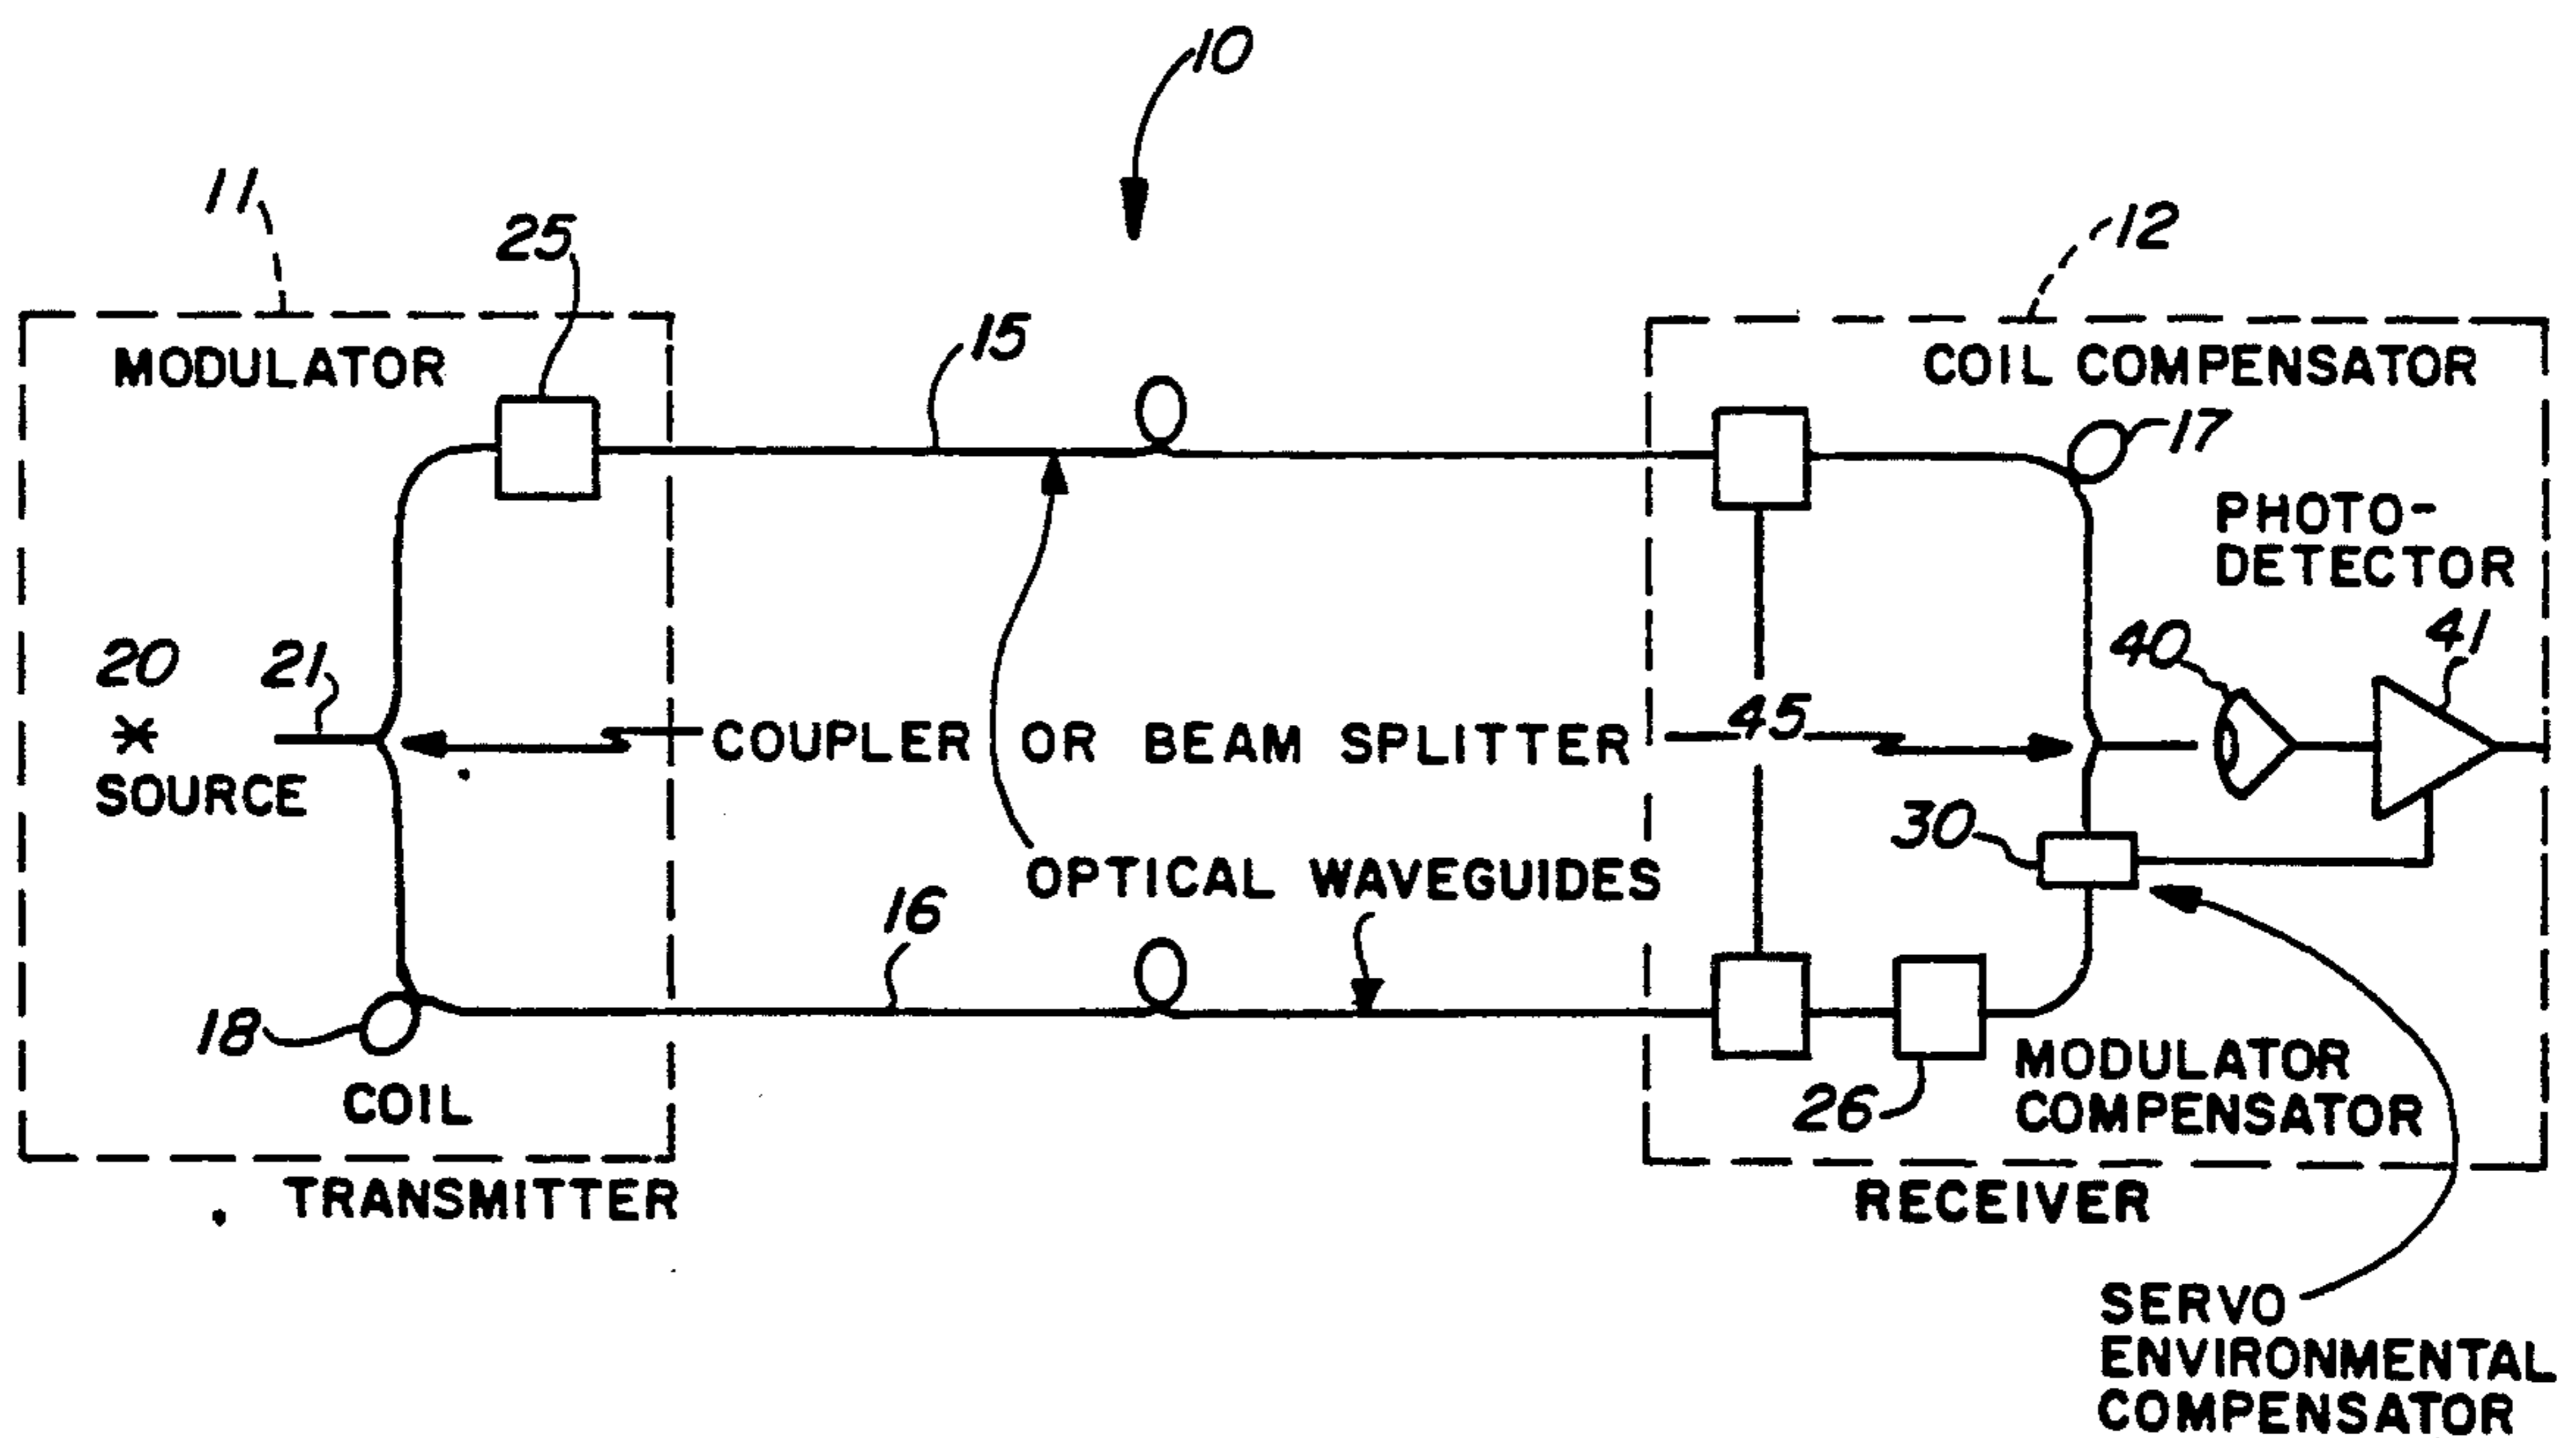 10
11
12
25
15
MODULATOR
COIL COMPENSATOR
17
PHOTO-
DETECTOR
41
40
20
21
SOURCE
COUPLER OR BEAM SPLITTER
45
30
OPTICAL WAVEGUIDES
16
18
COIL
26
MODULATOR
COMPENSATOR
TRANSMITTER
RECEIVER
SERVO
ENVIRONMENTAL
COMPENSATOR